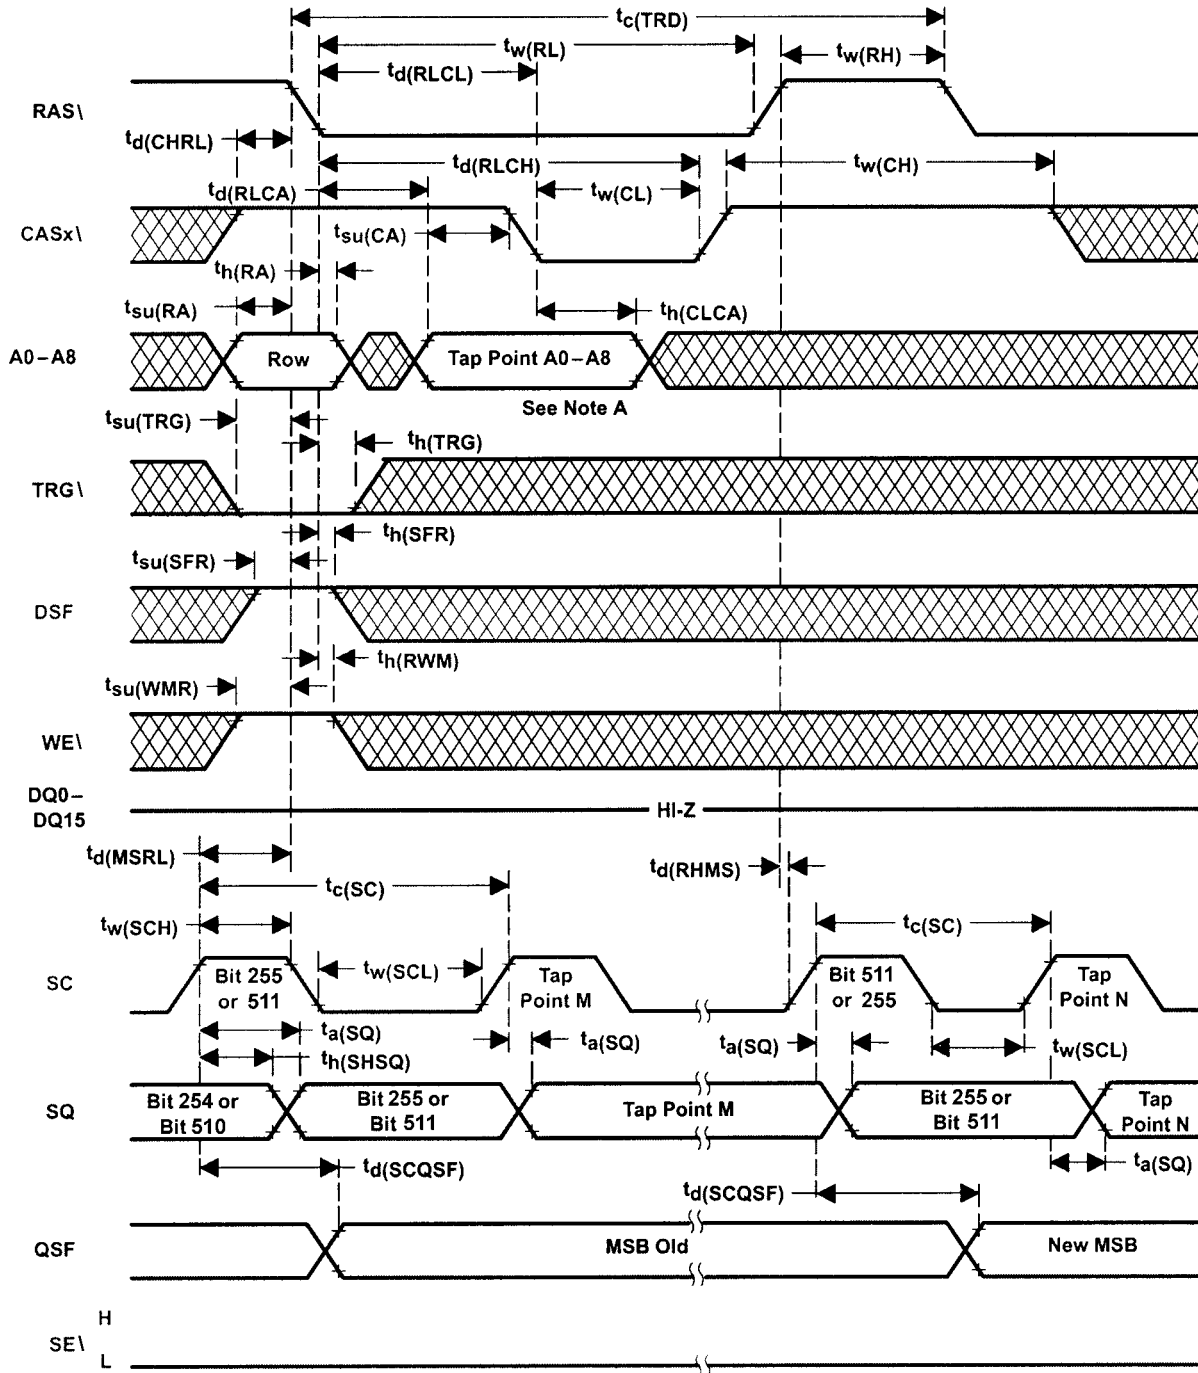 tc(TRD)
tw(RL)
tw(RH)
td(RLCL)
RAS\
td(CHRL)
td(RLCH)
tw(CH)
td(RLCA)
tw(CL)
CASx\
tsu(CA)
th(RA)
tsu(RA)
th(CLCA)
A0–A8
Row
Tap Point A0–A8
See Note A
tsu(TRG)
th(TRG)
TRG\
th(SFR)
tsu(SFR)
DSF
th(RWM)
tsu(WMR)
WE\
DQ0–
DQ15
HI-Z
td(MSRL)
td(RHMS)
tc(SC)
tc(SC)
tw(SCH)
SC
Bit 255
or 511
tw(SCL)
Tap
Point M
Bit 511
or 255
Tap
Point N
ta(SQ)
ta(SQ)
ta(SQ)
tw(SCL)
th(SHSQ)
SQ
Bit 254 or
Bit 510
Bit 255 or
Bit 511
Tap Point M
Bit 255 or
Bit 511
Tap
Point N
td(SCQSF)
ta(SQ)
td(SCQSF)
QSF
MSB Old
New MSB
H
SE\
L